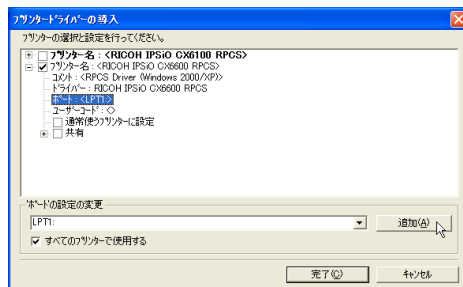 プリンタードライバーの導入
プリンターの選択と設定を行ってください。
プリンター名 : <RICOH IPSiO CX6100 RPCS>
プリンター名 : <RICOH IPSiO CX6600 RPCS>
コメント : <RPCS Driver (Windows 2000/XP)>
ドライバー : RICOH IPSiO CX6600 RPCS
ポート : <LPT1:>
ユーザーコード : <>
通常使うプリンターに設定
共有
ポートの設定の変更
LPT1:
追加(A)
すべてのプリンターで使用する
完了(C)
キャンセル